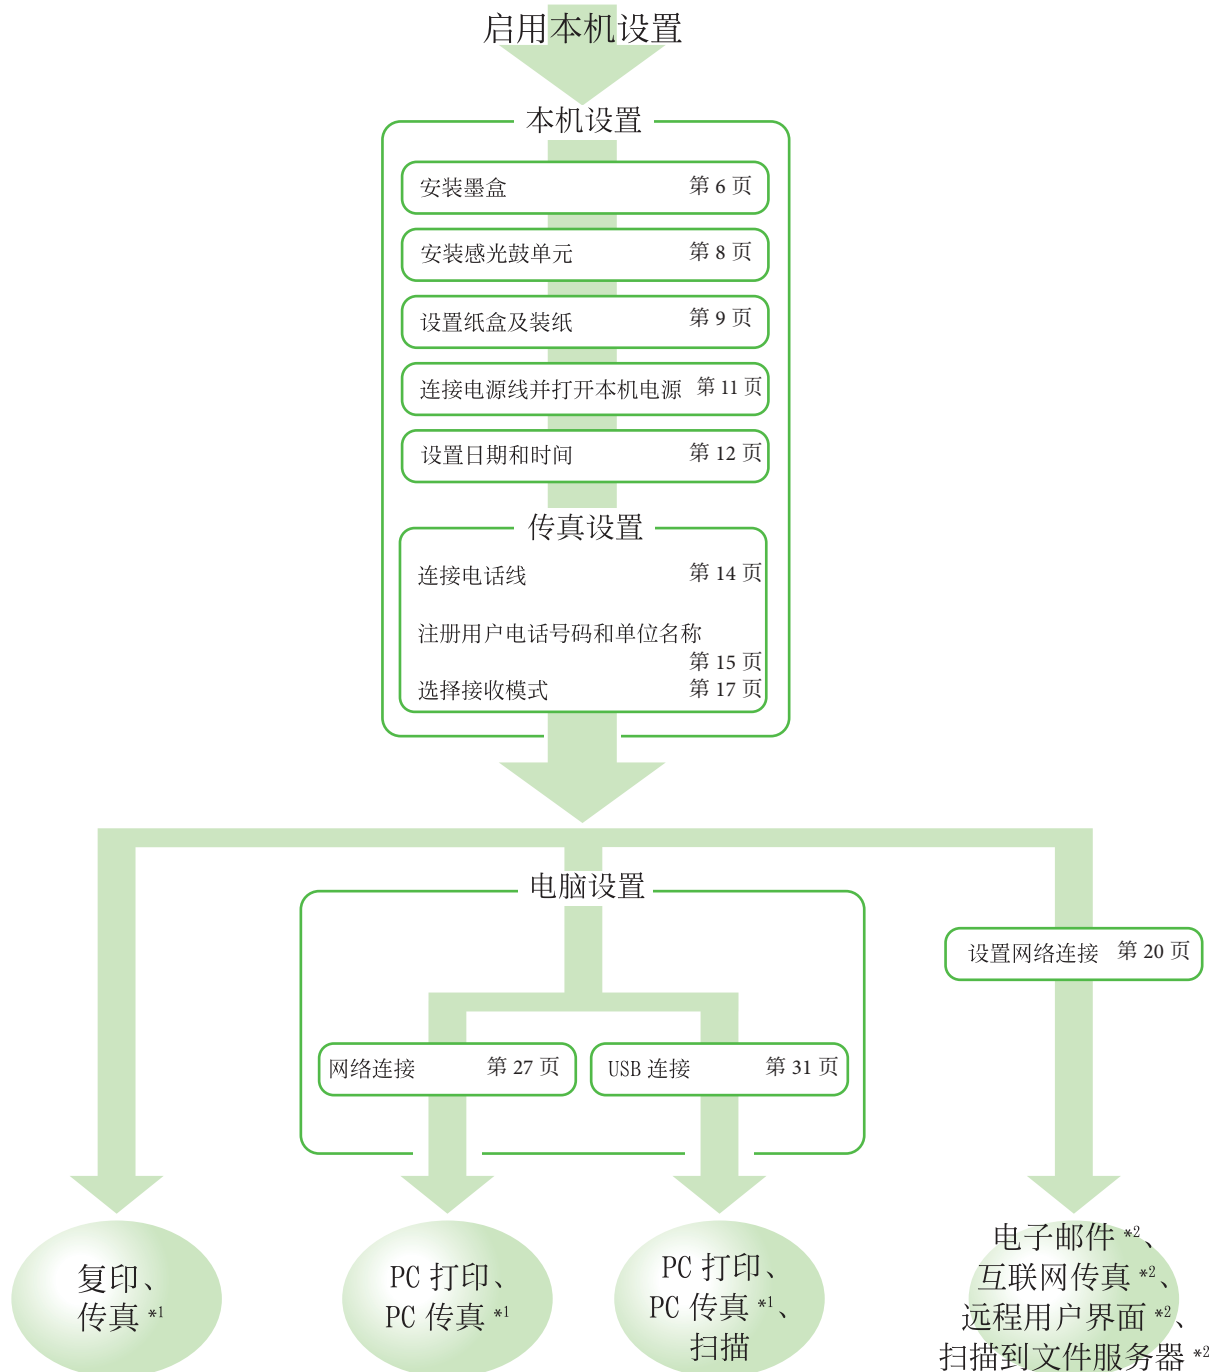 启用本机设置
本机设置
安装墨盒 第 6 页
安装感光鼓单元 第 8 页
设置纸盒及装纸 第 9 页
连接电源线并打开本机电源 第 11 页
设置日期和时间 第 12 页
传真设置
连接电话线 第 14 页
注册用户电话号码和单位名称
第 15 页
选择接收模式 第 17 页
电脑设置
设置网络连接 第 20 页
网络连接 第 27 页
USB 连接 第 31 页
复印、
传真 *1
PC 打印、
PC 传真 *1
PC 打印、
PC 传真 *1、
扫描
电子邮件 *2、
互联网传真 *2、
远程用户界面 *2、
扫描到文件服务器 *2